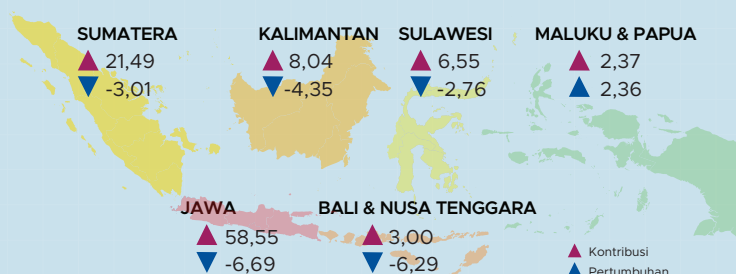 SUMATERA
21,49
-3,01
KALIMANTAN
8,04
-4,35
SULAWESI
6,55
-2,76
MALUKU & PAPUA
2,37
2,36
JAWA
58,55
-6,69
BALI & NUSA TENGGARA
3,00
-6,29
Kontribusi
Pertumbuhan